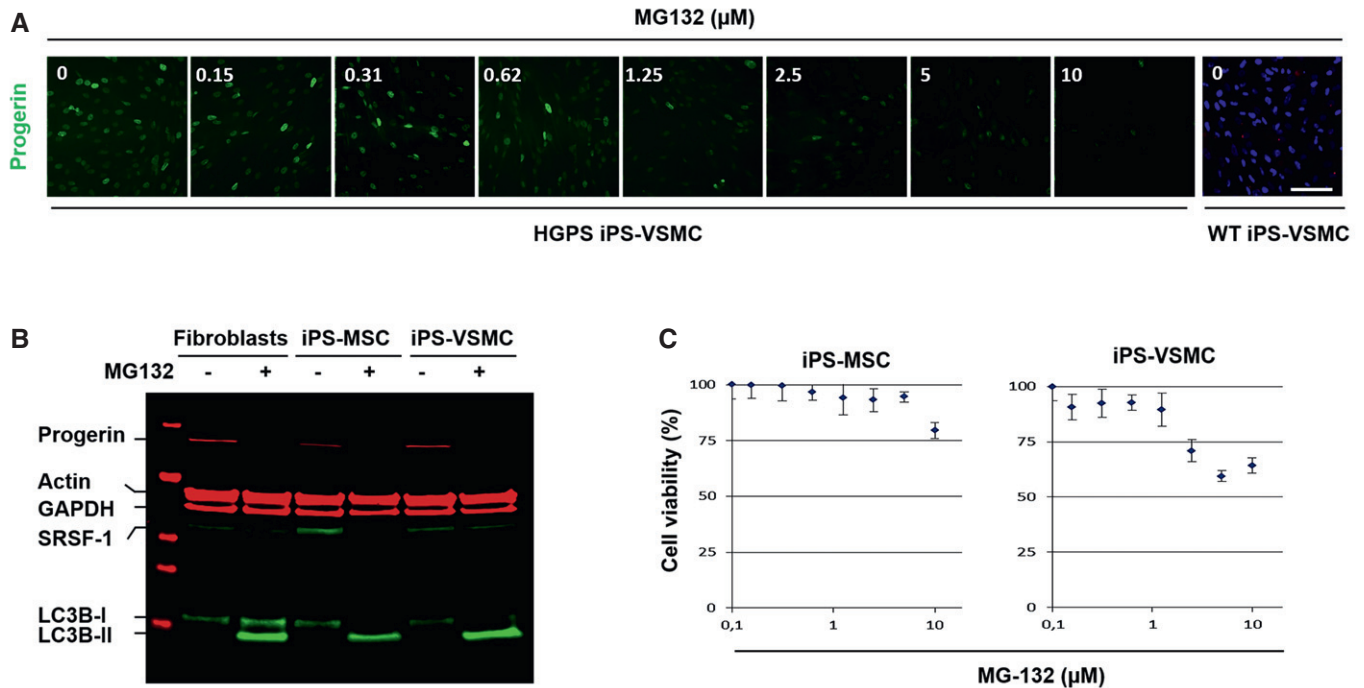 A
MG132 (µM)
Progerin
0 0.15 0.31 0.62 1.25 2.5 5 10 0
HGPS iPS-VSMC WT iPS-VSMC
B
Fibroblasts iPS-MSC iPS-VSMC
MG132 - + - + - +
Progerin
Actin
GAPDH
SRSF-1
LC3B-I
LC3B-II
C
iPS-MSC
iPS-VSMC
Cell viability (%)
100
75
50
25
0
0,1 1 10
100
75
50
25
0
0,1 1 10
MG-132 (µM)